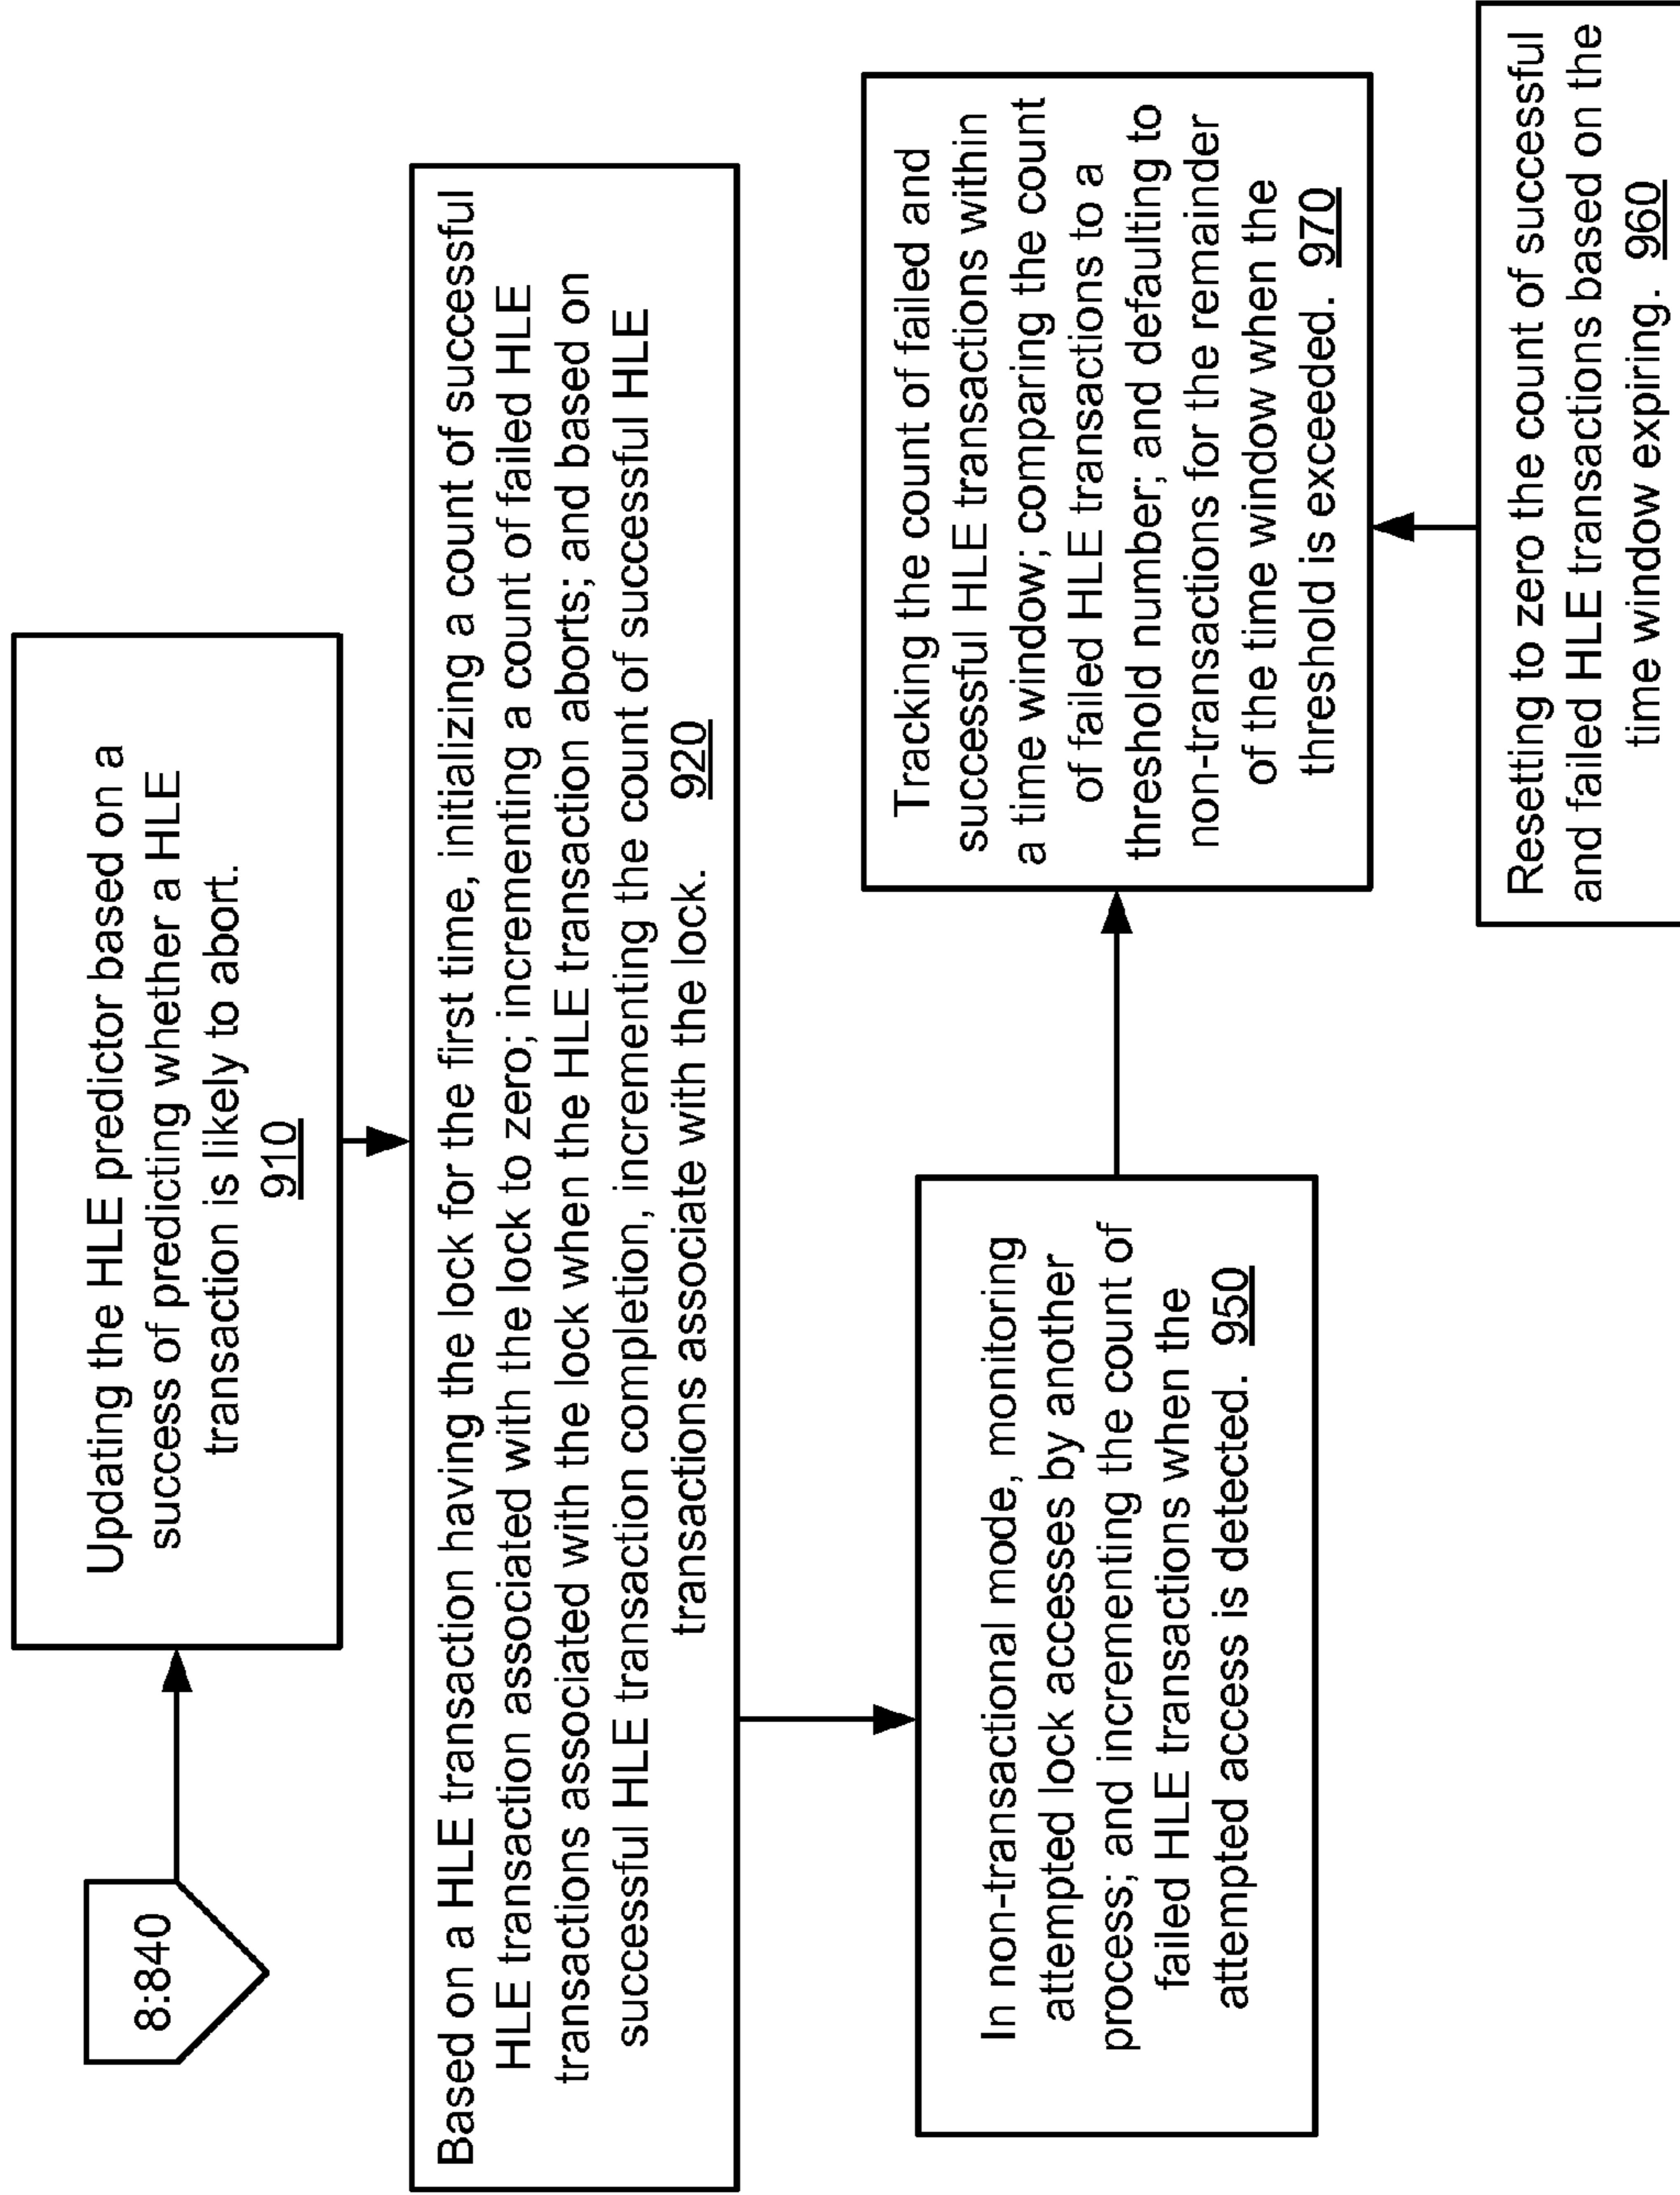 8:840
Updating the HLE predictor based on a
success of predicting whether a HLE
transaction is likely to abort.
910
Based on a HLE transaction having the lock for the first time, initializing a count of successful
HLE transaction associated with the lock to zero; incrementing a count of failed HLE
transactions associated with the lock when the HLE transaction aborts; and based on
successful HLE transaction completion, incrementing the count of successful HLE
transactions associate with the lock. 920
In non-transactional mode, monitoring
attempted lock accesses by another
process; and incrementing the count of
failed HLE transactions when the
attempted access is detected. 950
Tracking the count of failed and
successful HLE transactions within
a time window; comparing the count
of failed HLE transactions to a
threshold number; and defaulting to
non-transactions for the remainder
of the time window when the
threshold is exceeded. 970
Resetting to zero the count of successful
and failed HLE transactions based on the
time window expiring. 960